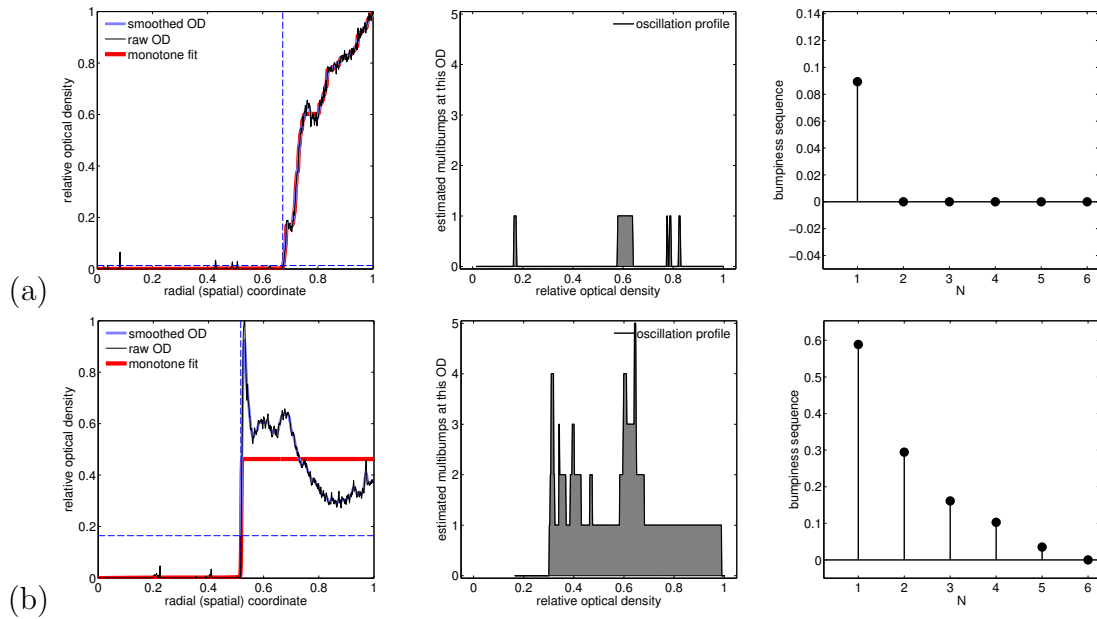 (a)
1
0.8
0.6
0.4
0.2
0
0 0.2 0.4 0.6 0.8 1
relative optical density
radial (spatial) coordinate
smoothed OD
raw OD
monotone fit
5
4
3
2
1
0
0 0.2 0.4 0.6 0.8 1
estimated multibumps at this OD
relative optical density
oscillation profile
0.14
0.12
0.1
0.08
0.06
0.04
0.02
0
−0.02
−0.04
1 2 3 4 5 6
bumpiness sequence
N
(b)
1
0.8
0.6
0.4
0.2
0
0 0.2 0.4 0.6 0.8 1
relative optical density
radial (spatial) coordinate
smoothed OD
raw OD
monotone fit
5
4
3
2
1
0
0 0.2 0.4 0.6 0.8 1
estimated multibumps at this OD
relative optical density
oscillation profile
0.6
0.5
0.4
0.3
0.2
0.1
0
1 2 3 4 5 6
bumpiness sequence
N